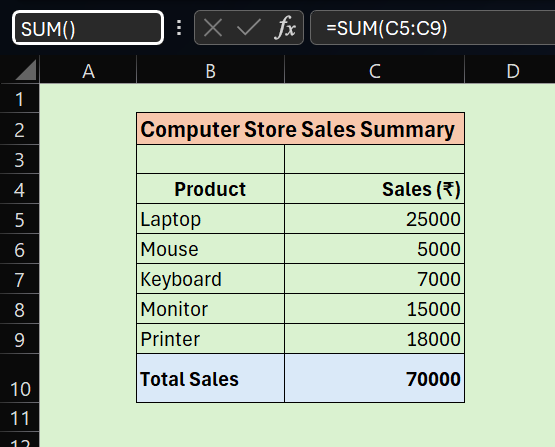 SUM() fx =SUM(C5:C9)
A B C D
1
2 Computer Store Sales Summary
3
4 Product Sales (₹)
5 Laptop 25000
6 Mouse 5000
7 Keyboard 7000
8 Monitor 15000
9 Printer 18000
10 Total Sales 70000
11
12